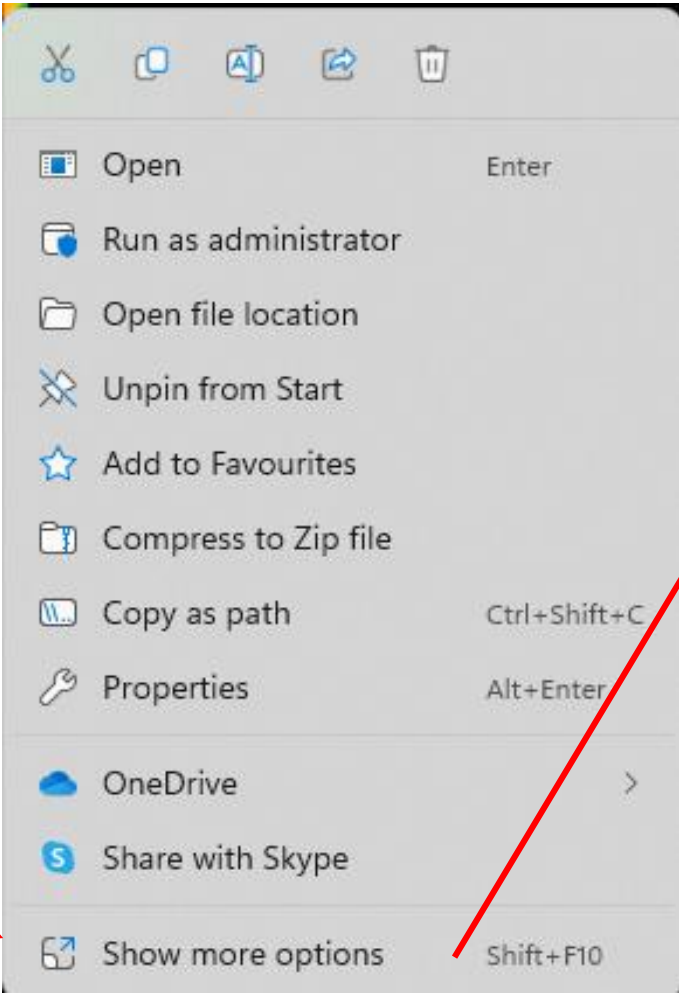 Open Enter
Run as administrator
Open file location
Unpin from Start
Add to Favourites
Compress to Zip file
Copy as path Ctrl+Shift+C
Properties Alt+Enter
OneDrive
Share with Skype
Show more options Shift+F10